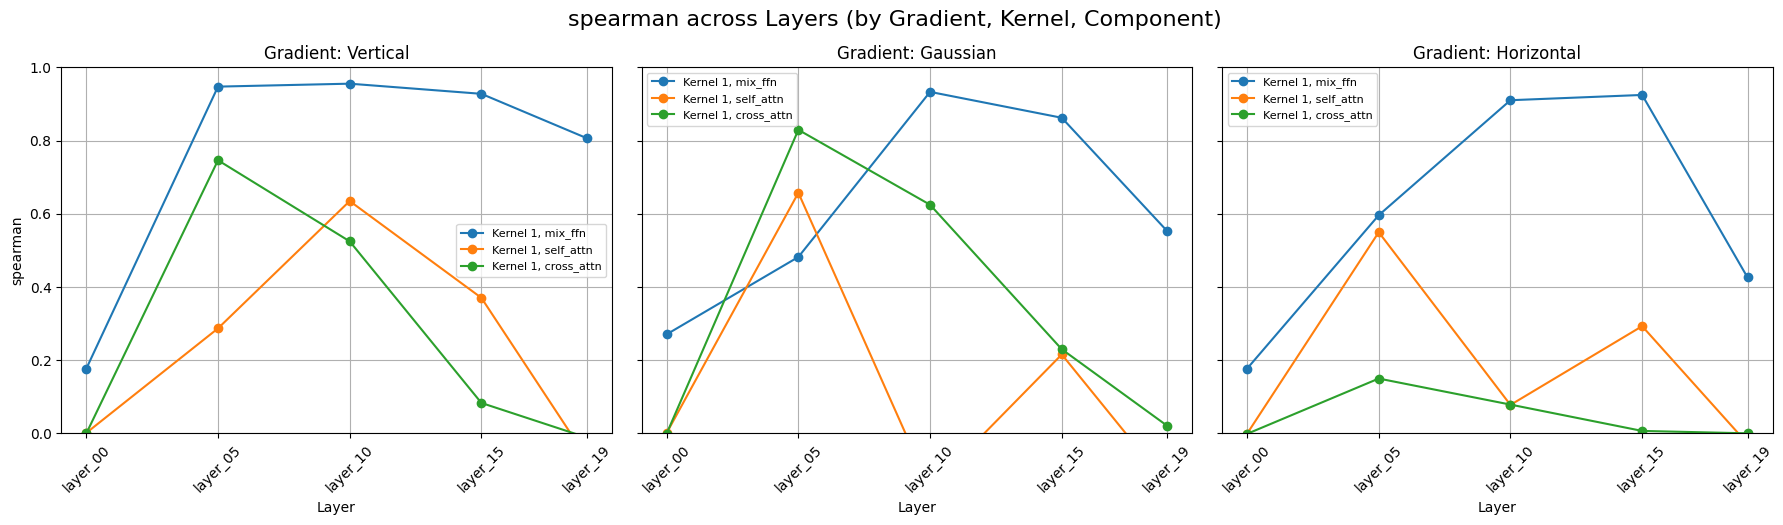 spearman across Layers (by Gradient, Kernel, Component)
Gradient: Vertical
1.0
0.8
0.6
0.4
0.2
0.0
spearman
Kernel 1, mix_ffn
Kernel 1, self_attn
Kernel 1, cross_attn
layer_00
layer_05
layer_10
layer_15
layer_19
Layer
Gradient: Gaussian
Kernel 1, mix_ffn
Kernel 1, self_attn
Kernel 1, cross_attn
layer_00
layer_05
layer_10
layer_15
layer_19
Layer
Gradient: Horizontal
Kernel 1, mix_ffn
Kernel 1, self_attn
Kernel 1, cross_attn
layer_00
layer_05
layer_10
layer_15
layer_19
Layer